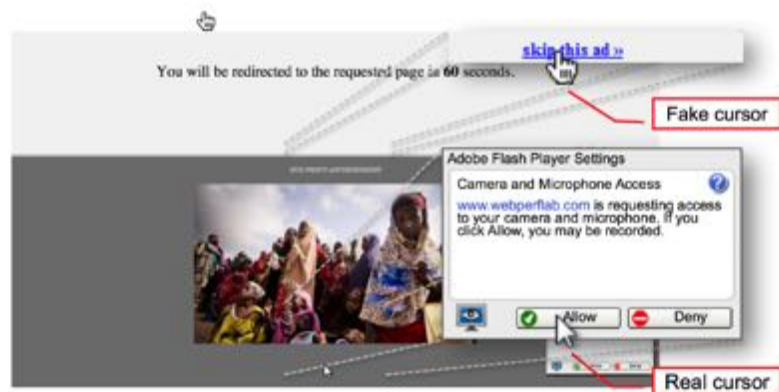 skip this ad »
You will be redirected to the requested page in 60 seconds.
Fake cursor
Adobe Flash Player Settings
Camera and Microphone Access
www.webperflab.com is requesting access
to your camera and microphone. If you
click Allow, you may be recorded.
Allow
Deny
Real cursor